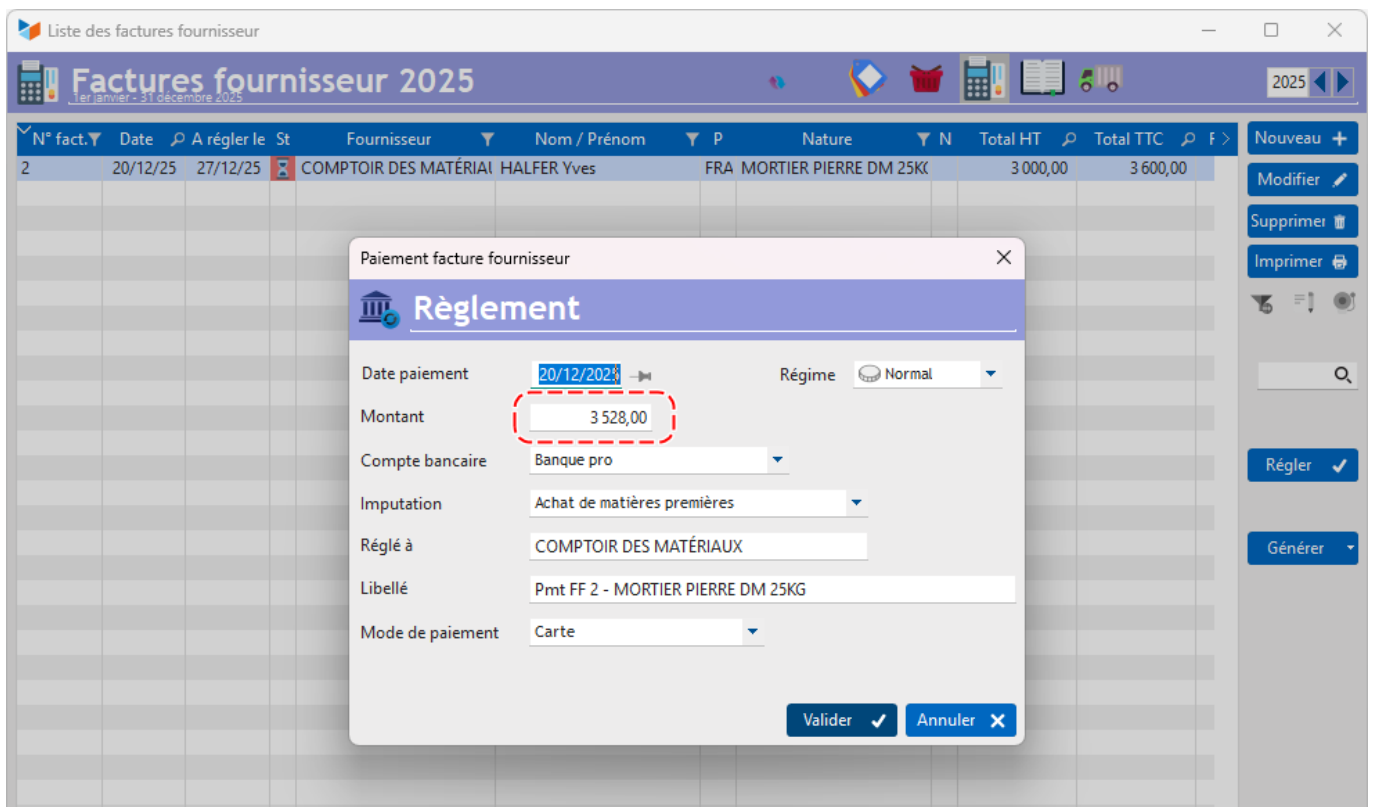 Liste des factures fournisseur
Factures fournisseur 2025
1er janvier - 31 décembre 2025
2025
N° fact. Date A régler le St Fournisseur Nom / Prénom P Nature N Total HT Total TTC F
2 20/12/25 27/12/25 COMPTOIR DES MATÉRIAU HALFER Yves FRA MORTIER PIERRE DM 25KG 3 000,00 3 600,00
Nouveau
Modifier
Supprimer
Imprimer
Régler
Générer
Paiement facture fournisseur
Règlement
Date paiement 20/12/2025 Régime Normal
Montant 3 528,00
Compte bancaire Banque pro
Imputation Achat de matières premières
Réglé à COMPTOIR DES MATÉRIAUX
Libellé Pmt FF 2 - MORTIER PIERRE DM 25KG
Mode de paiement Carte
Valider Annuler